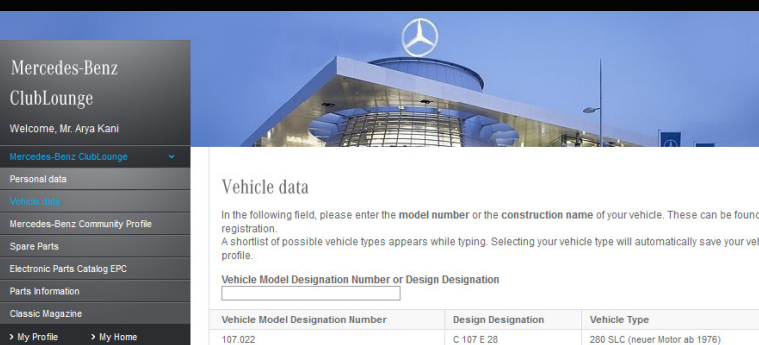 Mercedes-Benz
ClubLounge
Welcome, Mr. Arya Kani
Mercedes-Benz ClubLounge
Personal data
Vehicle data
Mercedes-Benz Community Profile
Spare Parts
Electronic Parts Catalog EPC
Parts Information
Classic Magazine
> My Profile > My Home
Vehicle data
In the following field, please enter the model number or the construction name of your vehicle. These can be found
registration.
A shortlist of possible vehicle types appears while typing. Selecting your vehicle type will automatically save your veh
profile.
Vehicle Model Designation Number or Design Designation
Vehicle Model Designation Number Design Designation Vehicle Type
107.022 C 107 E 28 280 SLC (neuer Motor ab 1976)